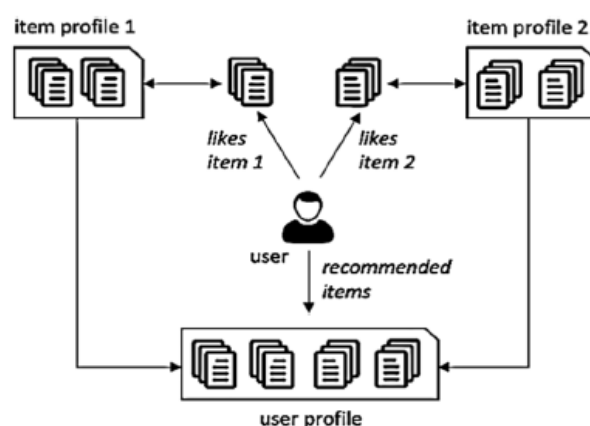 item profile 1
item profile 2
likes
item 1
likes
item 2
user
recommended
items
user profile